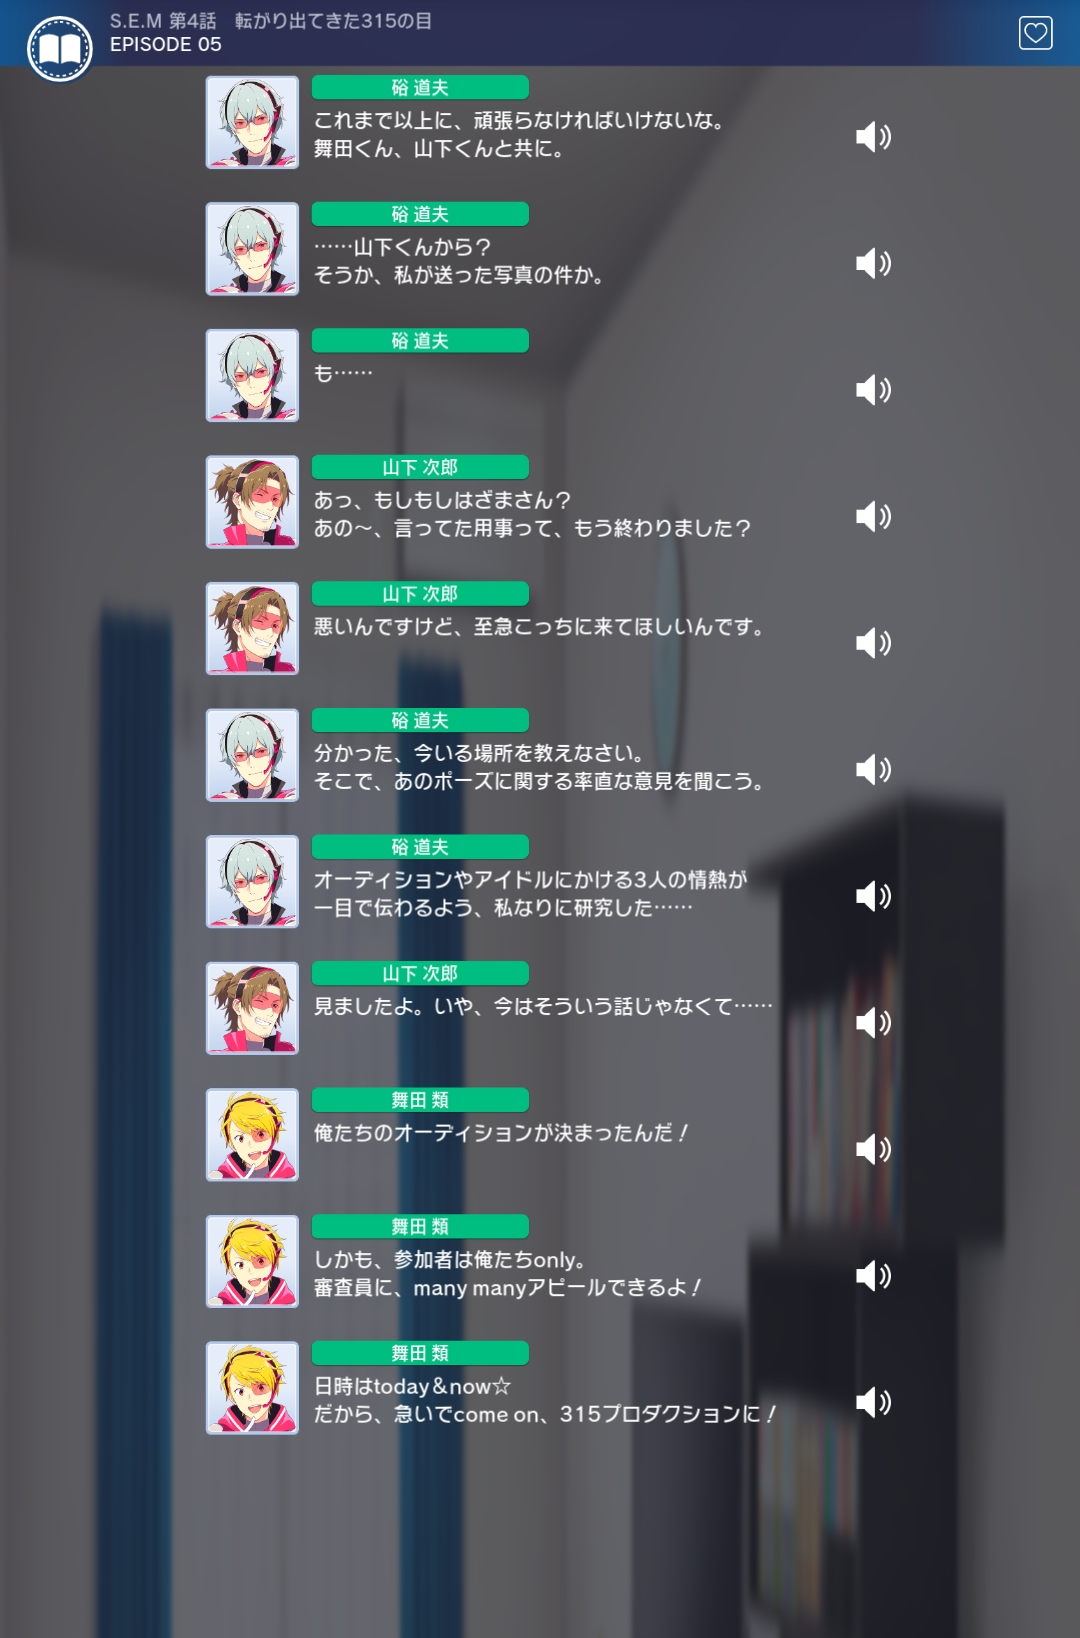 S.E.M 第4話　転がり出てきた315の目
EPISODE 05
硲 道夫
これまで以上に、頑張らなければいけないな。
舞田くん、山下くんと共に。
硲 道夫
……山下くんから？
そうか、私が送った写真の件か。
硲 道夫
も……
山下 次郎
あっ、もしもしはざまさん？
あの～、言ってた用事って、もう終わりました？
山下 次郎
悪いんですけど、至急こっちに来てほしいんです。
硲 道夫
分かった、今いる場所を教えなさい。
そこで、あのポーズに関する率直な意見を聞こう。
硲 道夫
オーディションやアイドルにかける3人の情熱が
一目で伝わるよう、私なりに研究した……
山下 次郎
見ましたよ。いや、今はそういう話じゃなくて……
舞田 類
俺たちのオーディションが決まったんだ！
舞田 類
しかも、参加者は俺たちonly。
審査員に、many manyアピールできるよ！
舞田 類
日時はtoday＆now☆
だから、急いでcome on、315プロダクションに！